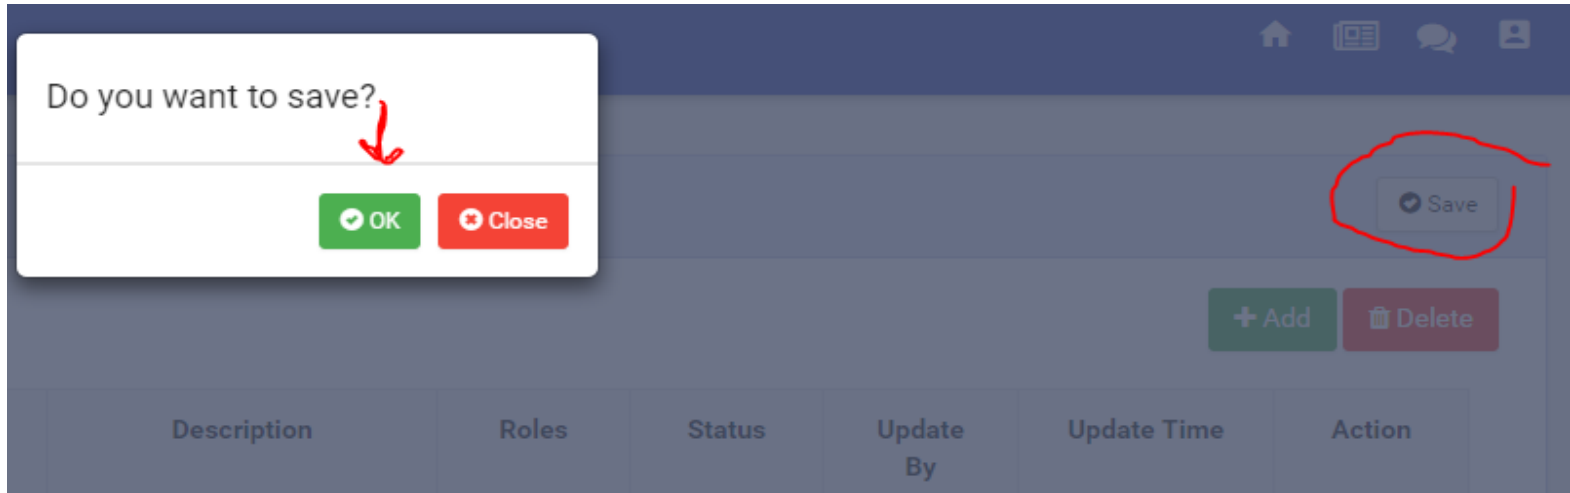 Do you want to save?
OK Close
Save
Add Delete
Description Roles Status Update By Update Time Action